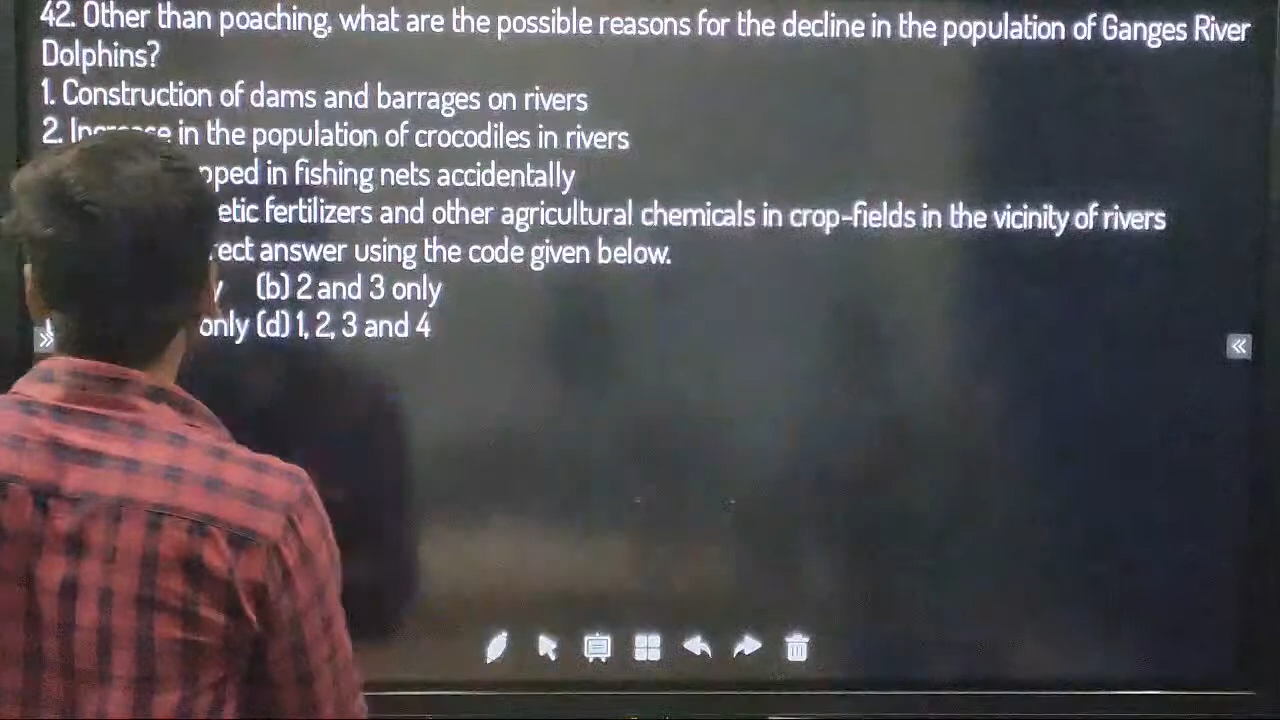 42. Other than poaching, what are the possible reasons for the decline in the population of Ganges River
Dolphins?
1. Construction of dams and barrages on rivers
2. Increase in the population of crocodiles in rivers
in fishing nets accidentally
fertilizers and other agricultural chemicals in crop-fields in the vicinity of rivers
answer using the code given below.
(b) 2 and 3 only
only (d) 1, 2, 3 and 4